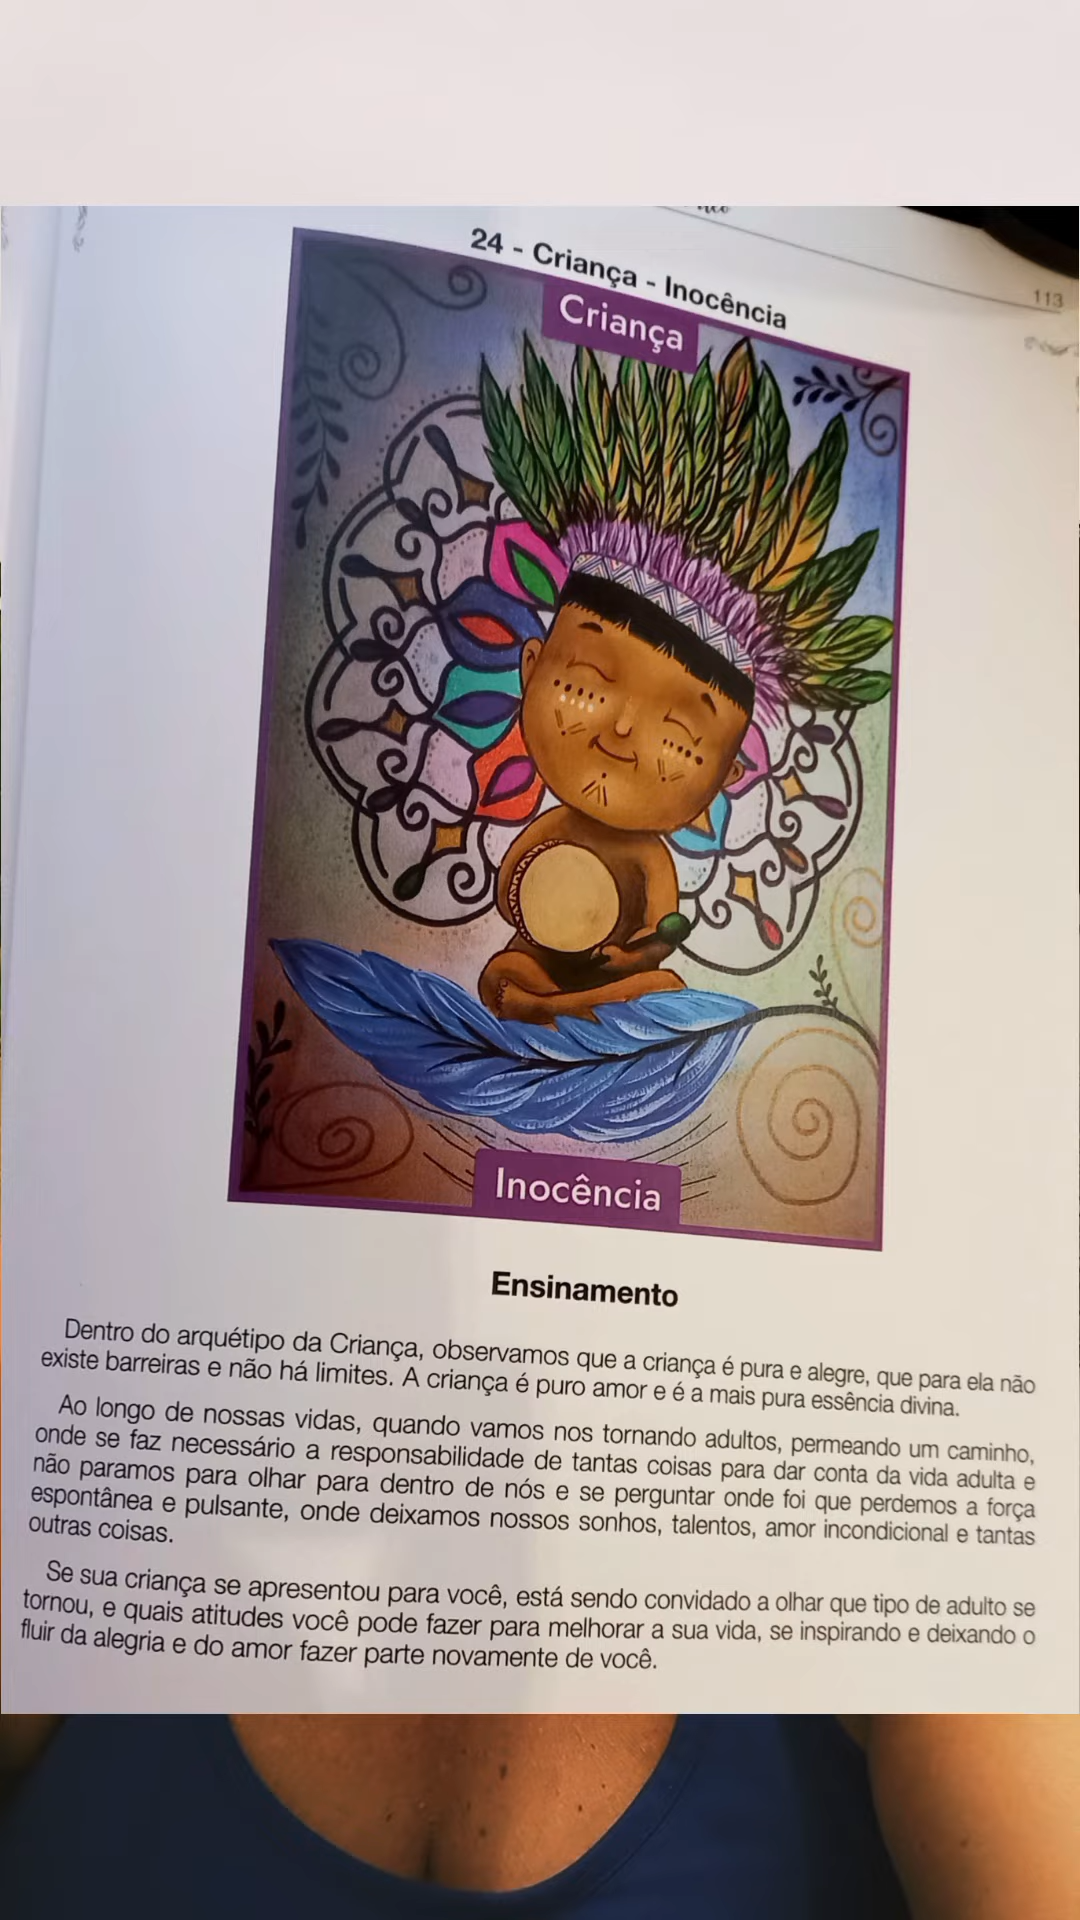 113
24 - Criança - Inocência
Criança
Inocência
Ensinamento
Dentro do arquétipo da Criança, observamos que a criança é pura e alegre, que para ela não
existe barreiras e não há limites. A criança é puro amor e é a mais pura essência divina.
Ao longo de nossas vidas, quando vamos nos tornando adultos, permeando um caminho,
onde se faz necessário a responsabilidade de tantas coisas para dar conta da vida adulta e
não paramos para olhar para dentro de nós e se perguntar onde foi que perdemos a força
espontânea e pulsante, onde deixamos nossos sonhos, talentos, amor incondicional e tantas
outras coisas.
Se sua criança se apresentou para você, está sendo convidado a olhar que tipo de adulto se
tornou, e quais atitudes você pode fazer para melhorar a sua vida, se inspirando e deixando o
fluir da alegria e do amor fazer parte novamente de você.